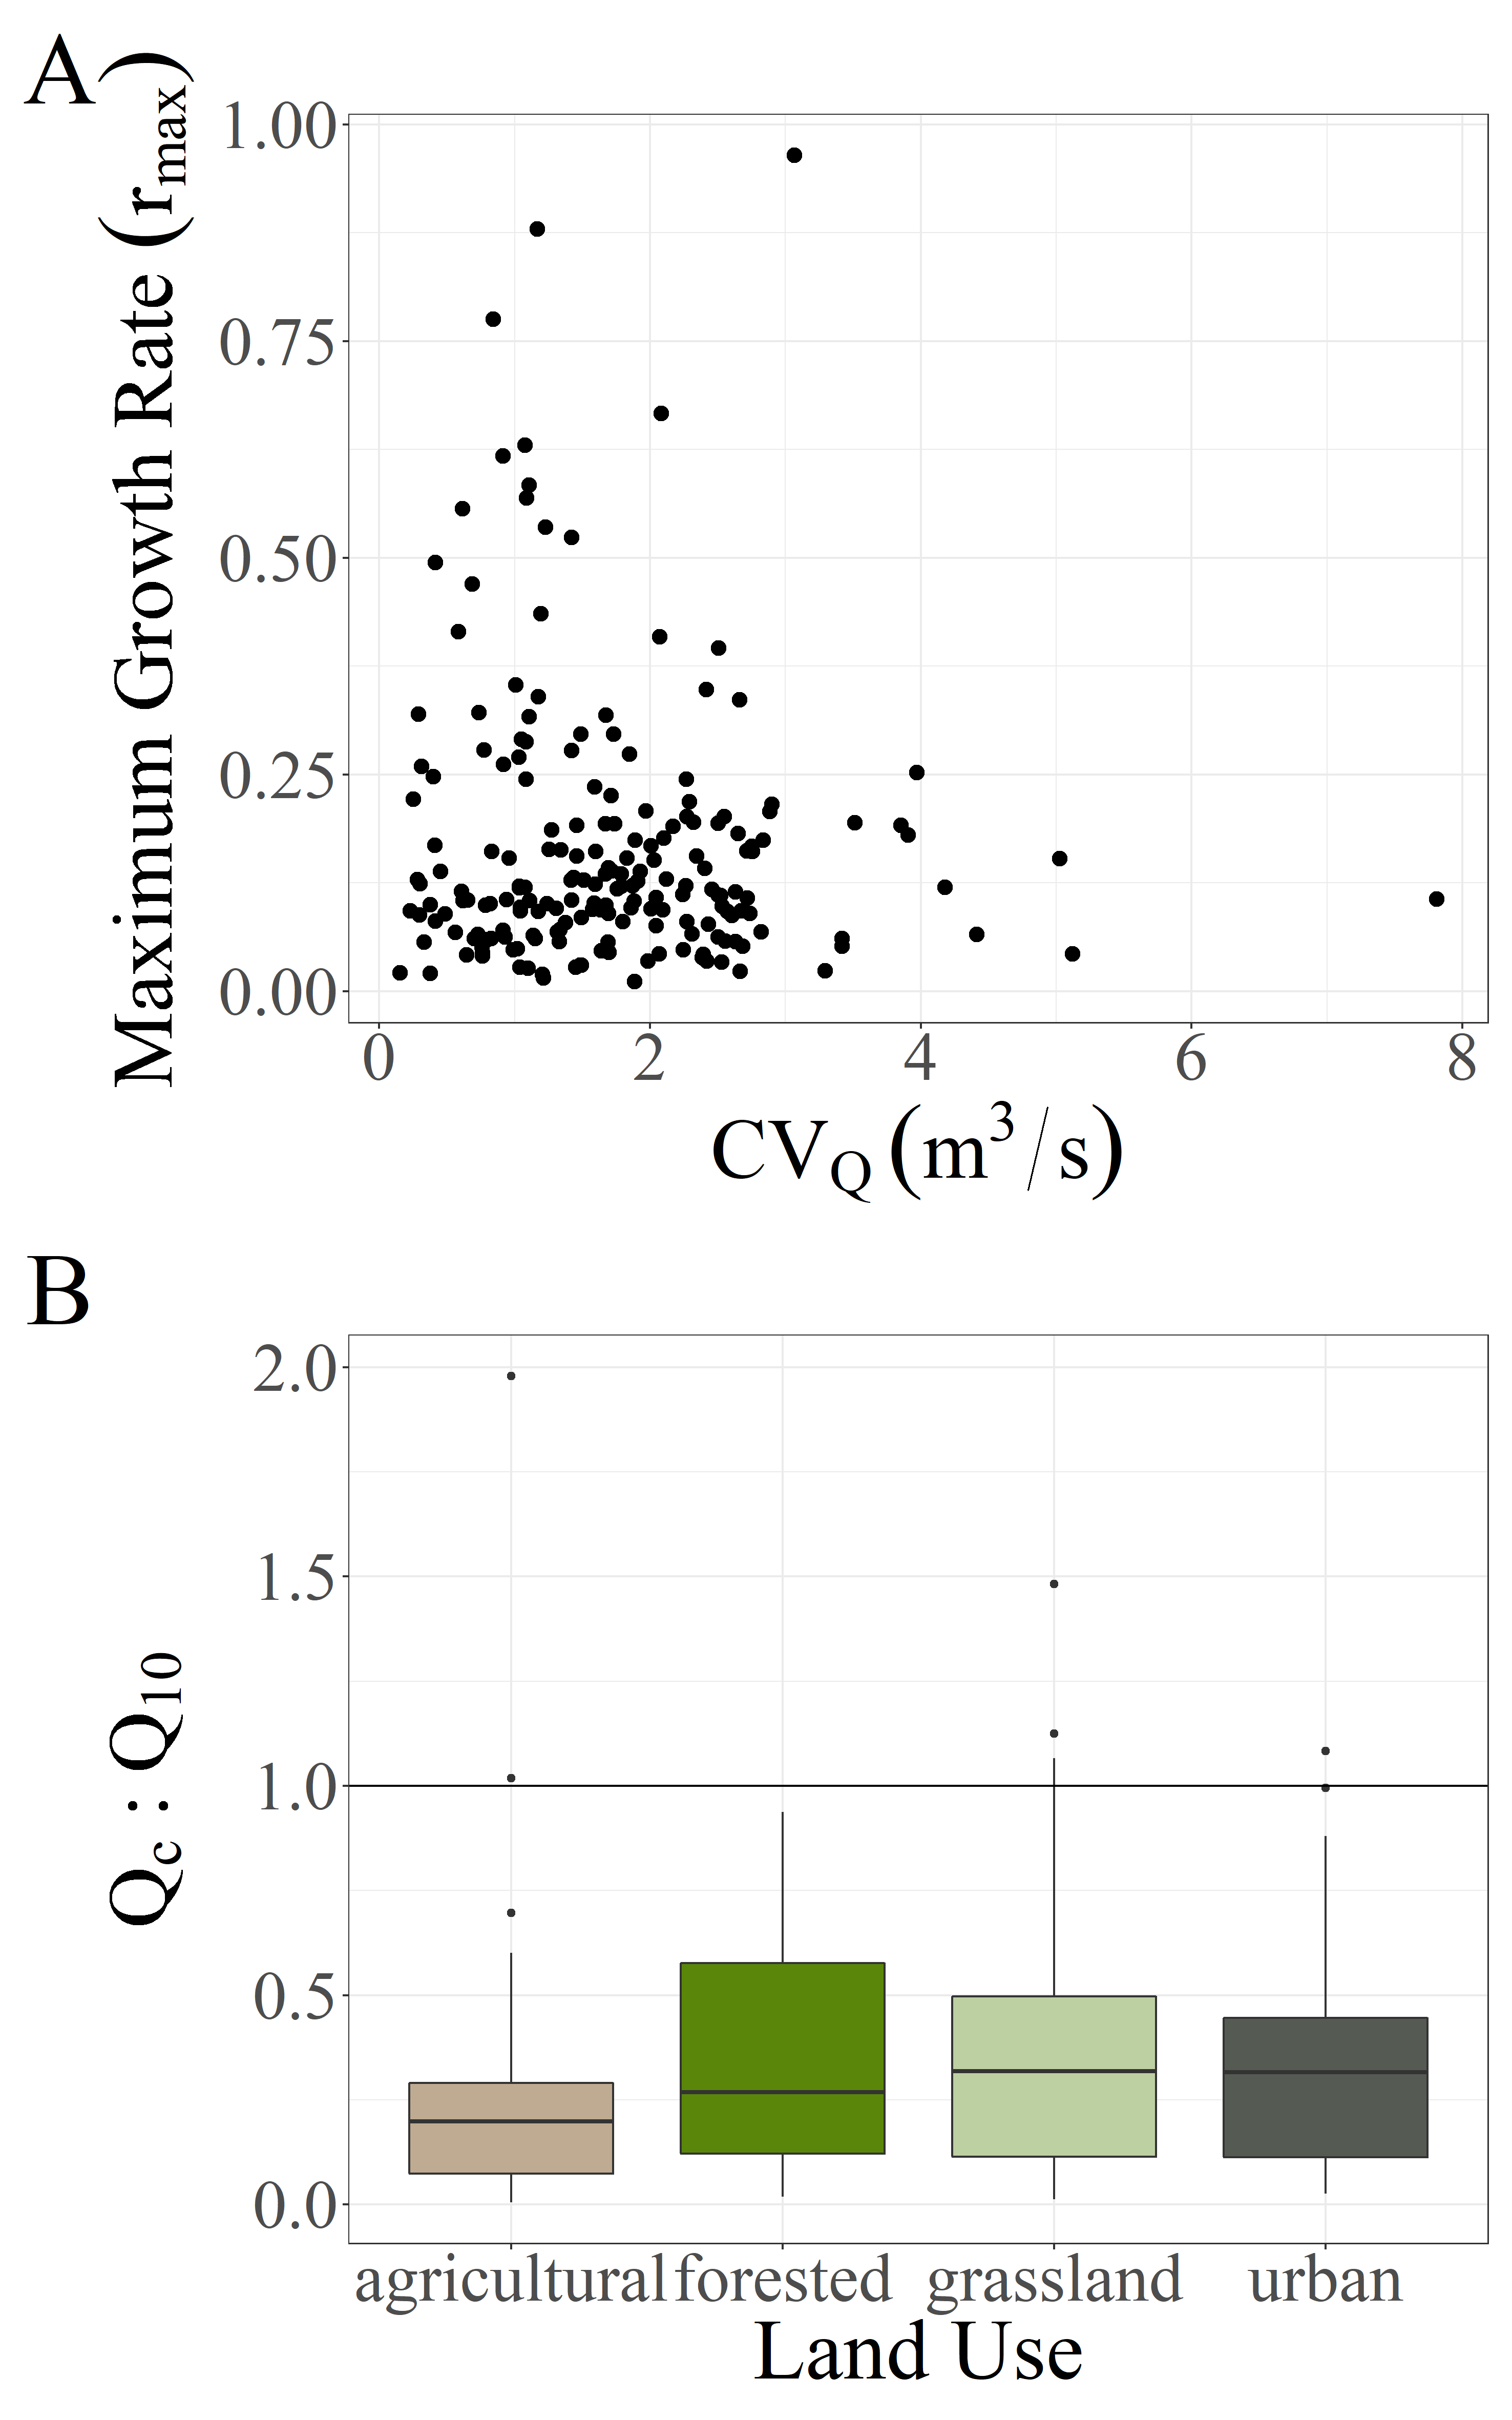 A
Maximum Growth Rate (rmax)
1.00
0.75
0.50
0.25
0.00
0 2 4 6 8
CVQ (m³/s)
B
Qc : Q10
2.0
1.5
1.0
0.5
0.0
agricultural forested grassland urban
Land Use